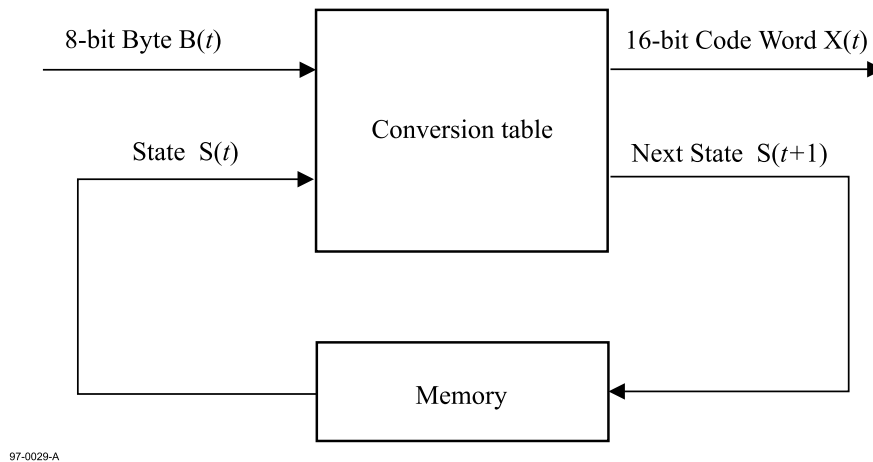 8-bit Byte B(t)
16-bit Code Word X(t)
Conversion table
State S(t)
Next State S(t+1)
Memory
97-0029-A